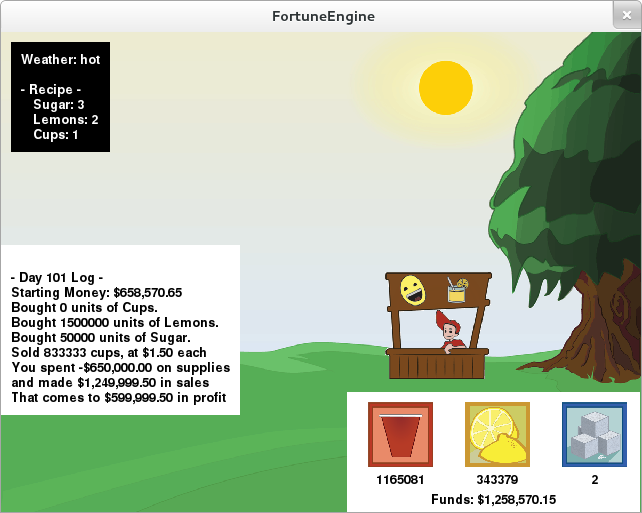 FortuneEngine
Weather: hot
- Recipe -
Sugar: 3
Lemons: 2
Cups: 1
- Day 101 Log -
Starting Money: $658,570.65
Bought 0 units of Cups.
Bought 1500000 units of Lemons.
Bought 50000 units of Sugar.
Sold 833333 cups, at $1.50 each
You spent -$650,000.00 on supplies
and made $1,249,999.50 in sales
That comes to $599,999.50 in profit
1165081 343379 2
Funds: $1,258,570.15